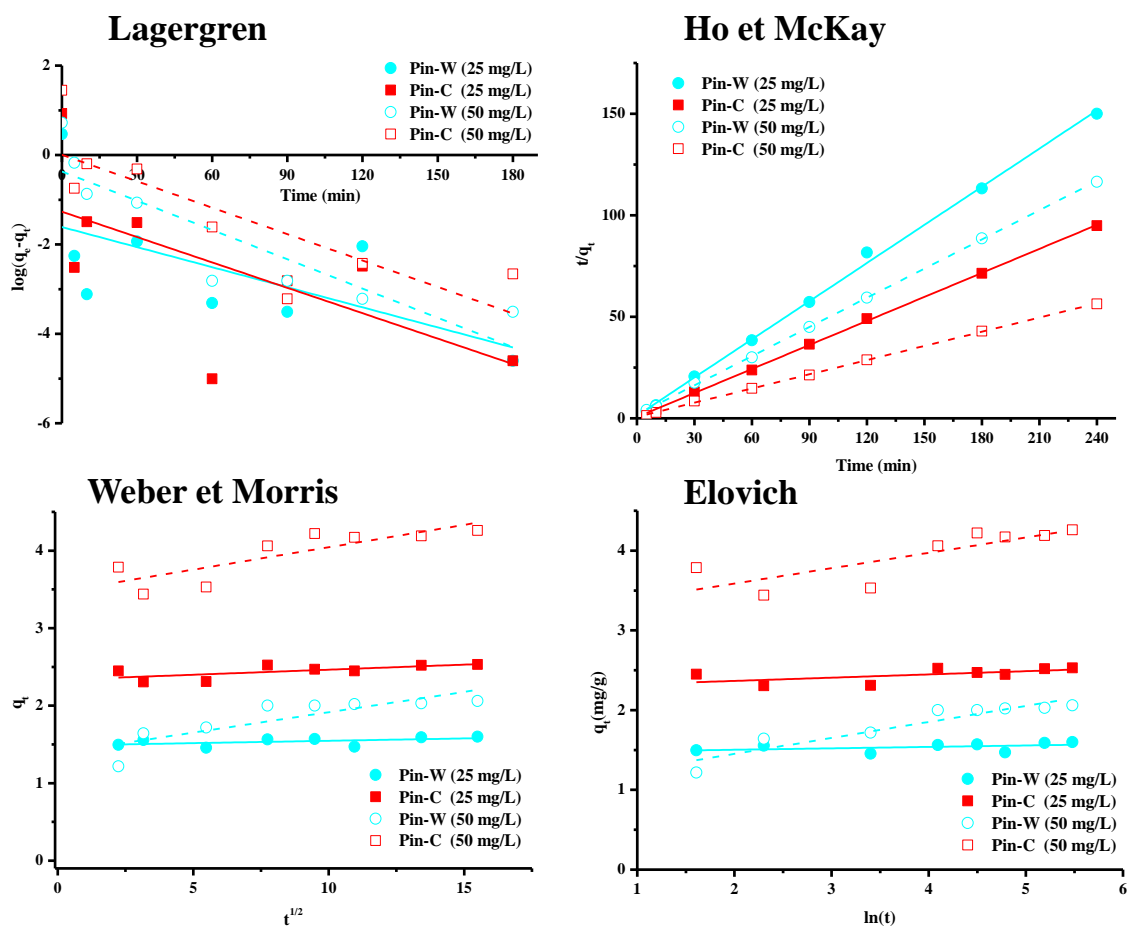 Lagergren
2
0
-2
-4
-6
0
30
60
90
120
150
180
Time (min)
log(qₑ-qₜ)
Pin-W (25 mg/L)
Pin-C (25 mg/L)
Pin-W (50 mg/L)
Pin-C (50 mg/L)
Ho et McKay
150
100
50
0
0
30
60
90
120
150
180
210
240
Time (min)
t/qₜ
Pin-W (25 mg/L)
Pin-C (25 mg/L)
Pin-W (50 mg/L)
Pin-C (50 mg/L)
Weber et Morris
4
3
2
1
0
0
5
10
15
t^1/2
qₜ
Pin-W (25 mg/L)
Pin-C (25 mg/L)
Pin-W (50 mg/L)
Pin-C (50 mg/L)
Elovich
4
3
2
1
0
1
2
3
4
5
6
ln(t)
qₜ(mg/g)
Pin-W (25 mg/L)
Pin-C (25 mg/L)
Pin-W (50 mg/L)
Pin-C (50 mg/L)